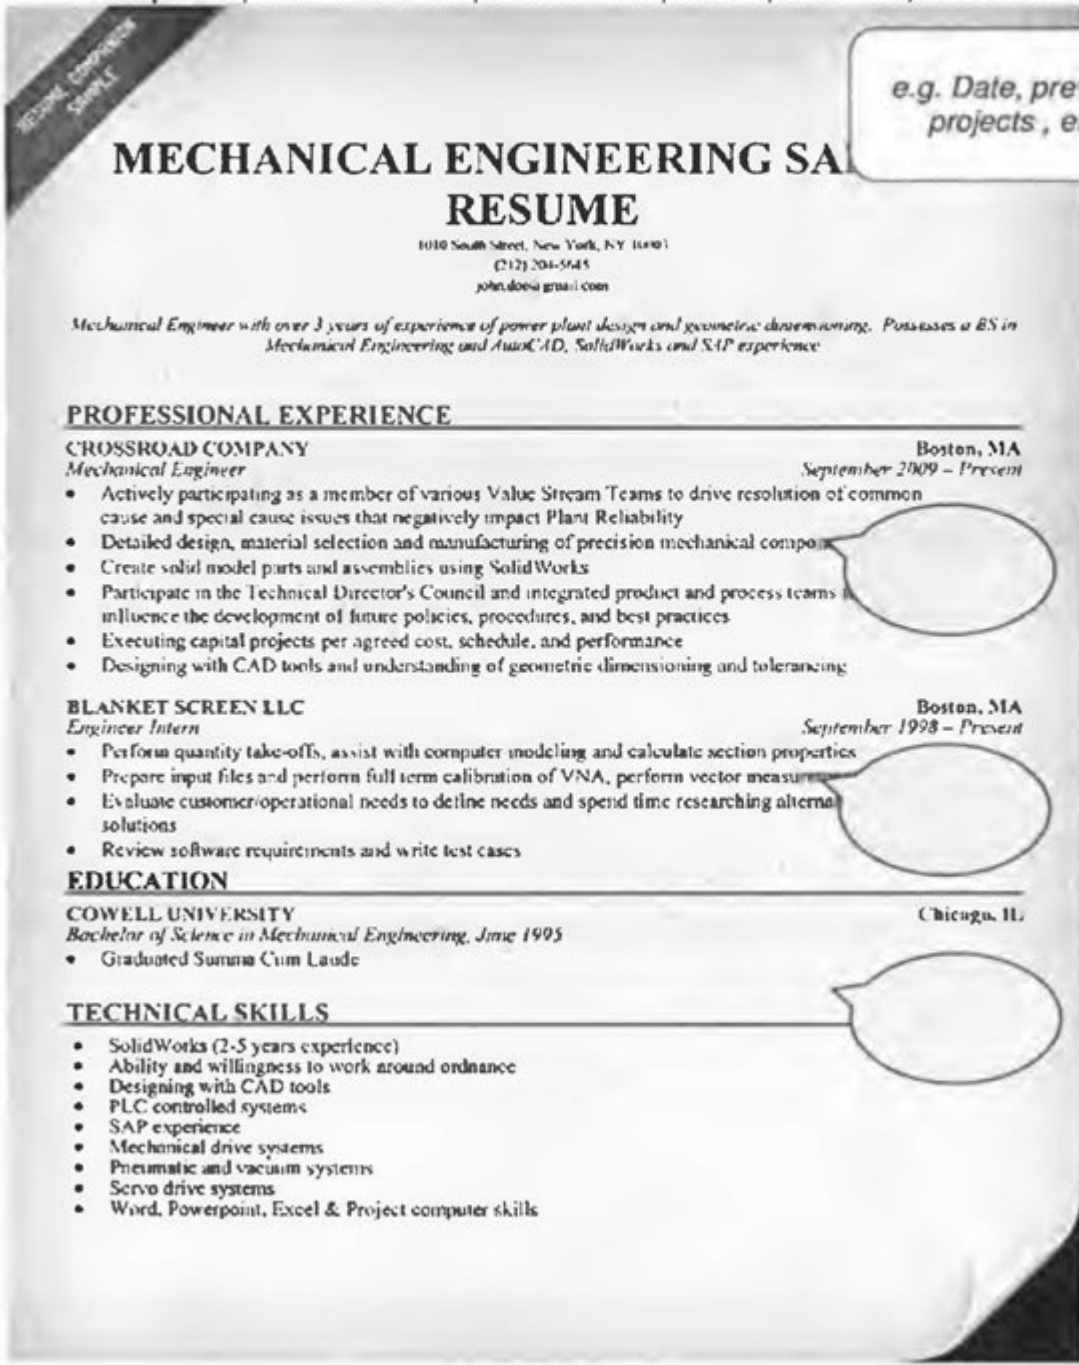 RESUME COMPANION
SAMPLE
e.g. Date, pre
projects , e
MECHANICAL ENGINEERING SA
RESUME
1010 South Street, New York, NY
(212) 204-5645
john.doe@gmail.com
Mechanical Engineer with over 3 years of experience of power plant design and geometric dimensioning. Possesses a BS in
Mechanical Engineering and AutoCAD, SolidWorks and SAP experience
PROFESSIONAL EXPERIENCE
CROSSROAD COMPANY Boston, MA
Mechanical Engineer September 2009 – Present
• Actively participating as a member of various Value Stream Teams to drive resolution of common
cause and special cause issues that negatively impact Plant Reliability
• Detailed design, material selection and manufacturing of precision mechanical compo
• Create solid model parts and assemblies using SolidWorks
• Participate in the Technical Director's Council and integrated product and process teams
influence the development of future policies, procedures, and best practices
• Executing capital projects per agreed cost, schedule, and performance
• Designing with CAD tools and understanding of geometric dimensioning and tolerancing
BLANKET SCREEN LLC Boston, MA
Engineer Intern September 1998 – Present
• Perform quantity take-offs, assist with computer modeling and calculate section properties
• Prepare input files and perform full term calibration of VNA, perform vector measure
• Evaluate customer/operational needs to define needs and spend time researching alterna
solutions
• Review software requirements and write test cases
EDUCATION
COWELL UNIVERSITY Chicago, IL
Bachelor of Science in Mechanical Engineering, June 1995
• Graduated Summa Cum Laude
TECHNICAL SKILLS
• SolidWorks (2-5 years experience)
• Ability and willingness to work around ordnance
• Designing with CAD tools
• PLC controlled systems
• SAP experience
• Mechanical drive systems
• Pneumatic and vacuum systems
• Servo drive systems
• Word, Powerpoint, Excel & Project computer skills